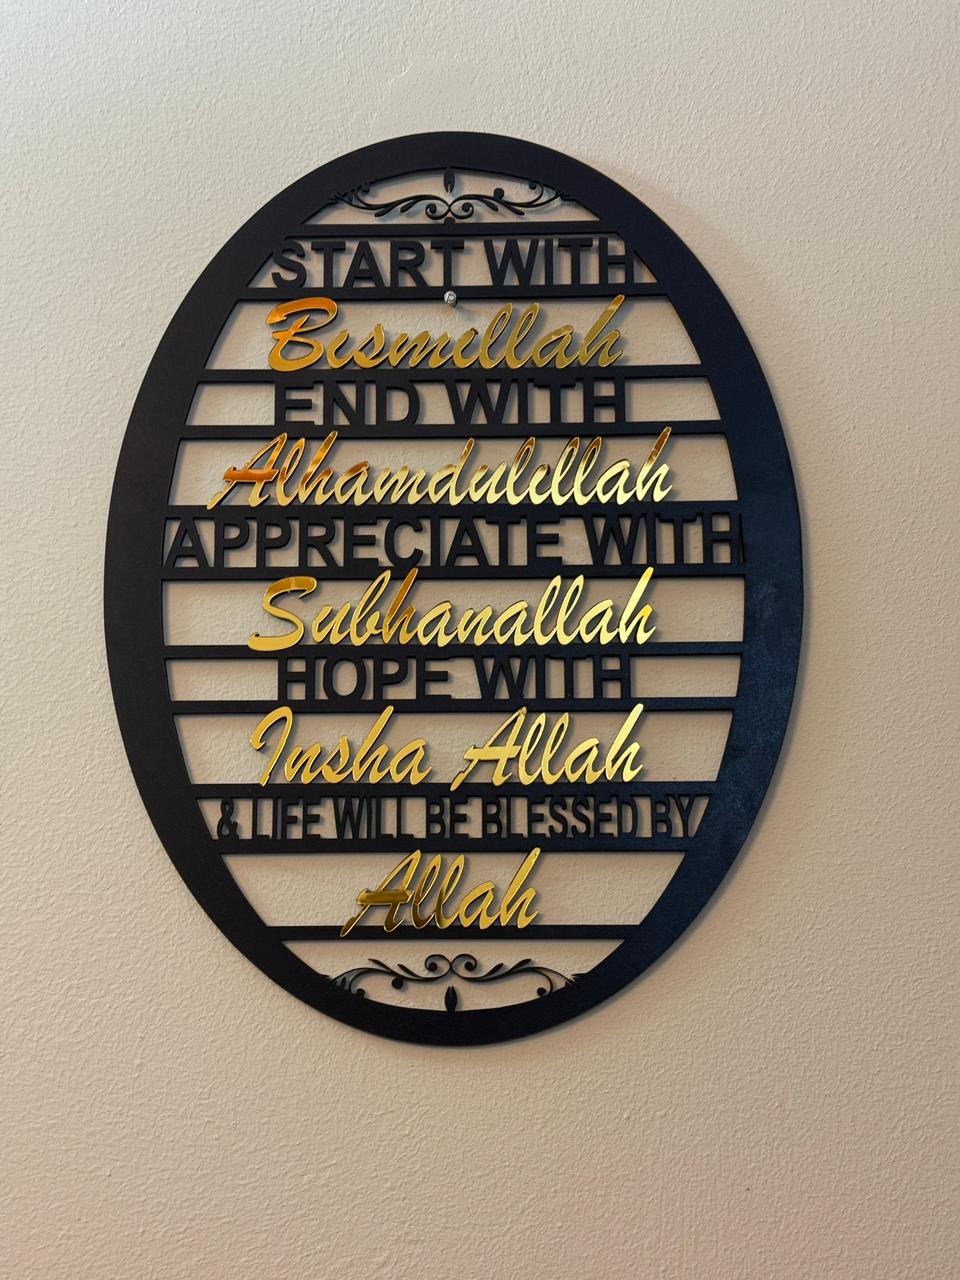 START WITH
Bismillah
END WITH
Alhamdulillah
APPRECIATE WITH
Subhanallah
HOPE WITH
Insha Allah
& LIFE WILL BE BLESSED BY
Allah